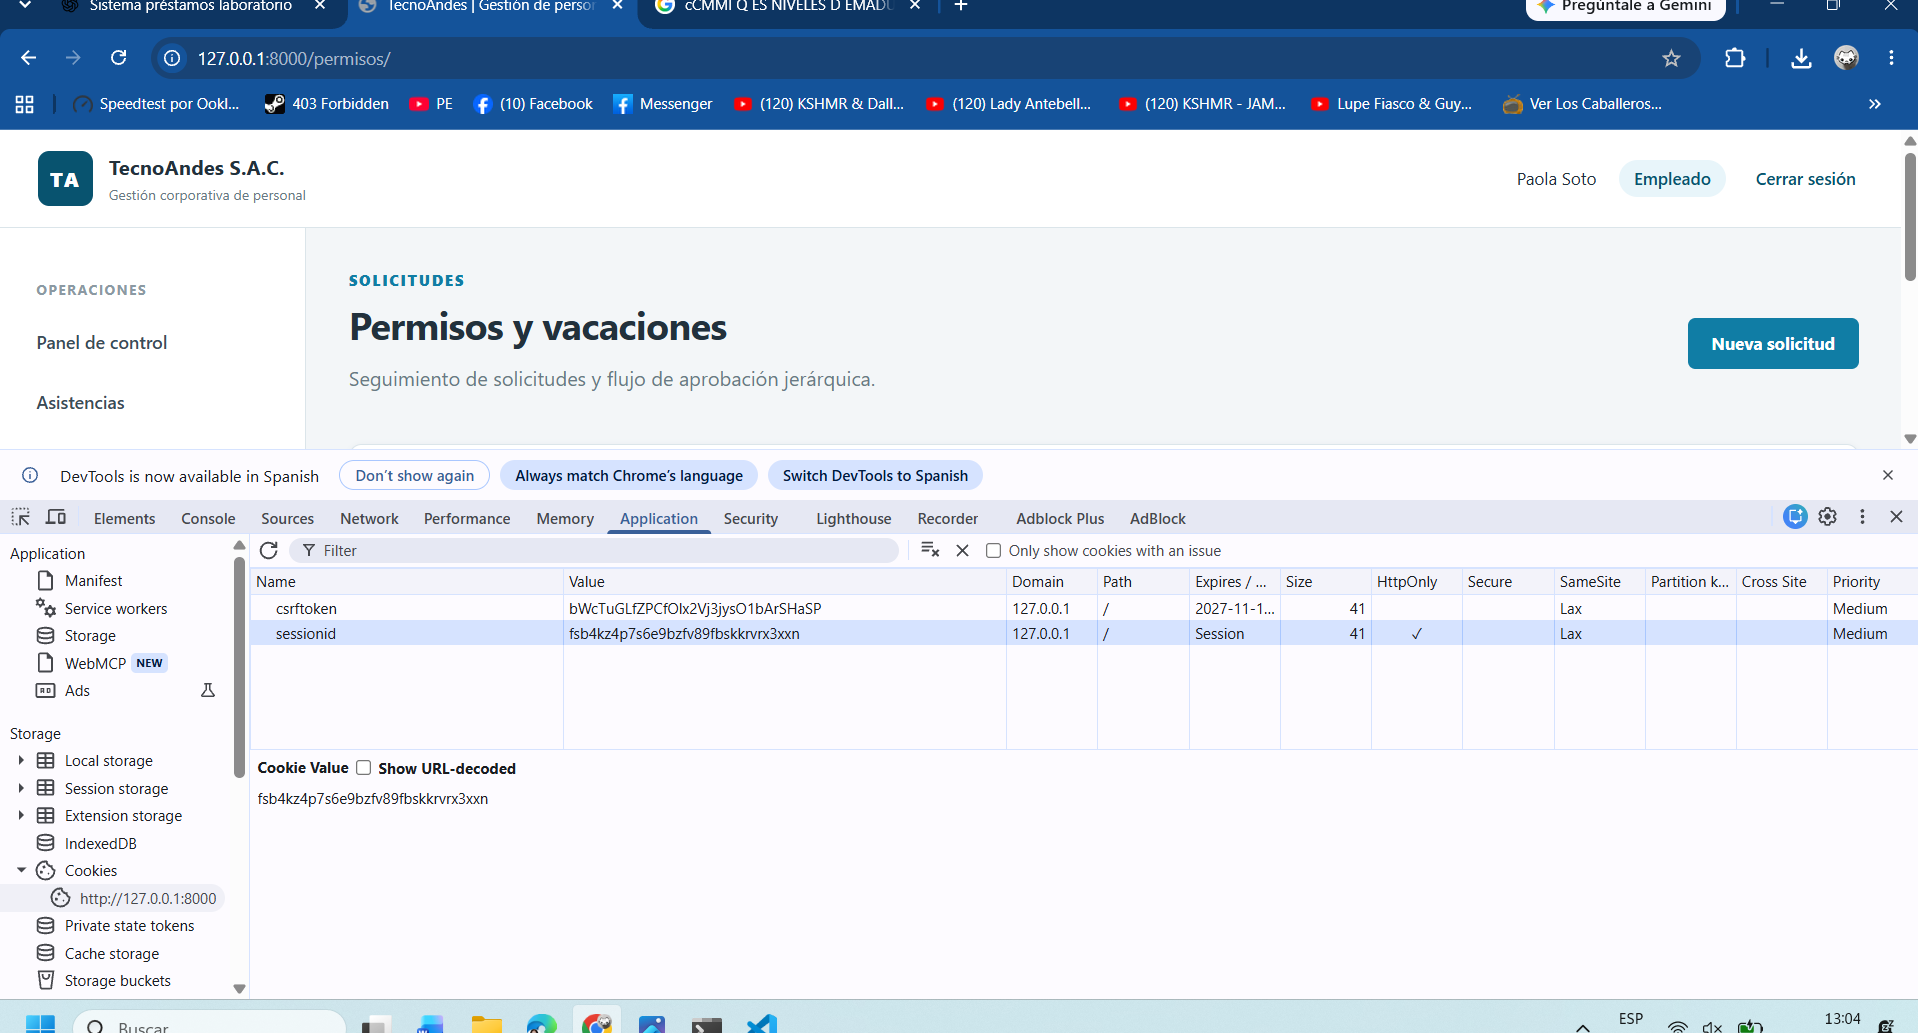 Sistema préstamos laboratorio
TecnoAndes | Gestión de perso
cCMMI Q ES NIVELES D EMADU
Pregúntale a Gemini
127.0.0.1:8000/permisos/
Speedtest por Ookl...
403 Forbidden
PE
(10) Facebook
Messenger
(120) KSHMR & Dall...
(120) Lady Antebell...
(120) KSHMR - JAM...
Lupe Fiasco & Guy...
Ver Los Caballeros...
TA
TecnoAndes S.A.C.
Gestión corporativa de personal
Paola Soto
Empleado
Cerrar sesión
OPERACIONES
Panel de control
Asistencias
SOLICITUDES
Permisos y vacaciones
Seguimiento de solicitudes y flujo de aprobación jerárquica.
Nueva solicitud
DevTools is now available in Spanish
Don't show again
Always match Chrome's language
Switch DevTools to Spanish
Elements Console Sources Network Performance Memory Application Security Lighthouse Recorder Adblock Plus AdBlock
Application
Manifest
Service workers
Storage
WebMCP NEW
Ads
Storage
Local storage
Session storage
Extension storage
IndexedDB
Cookies
http://127.0.0.1:8000
Private state tokens
Cache storage
Storage buckets
Filter
Only show cookies with an issue
Name Value Domain Path Expires / ... Size HttpOnly Secure SameSite Partition k... Cross Site Priority
csrftoken bWcTuGLfZPCfOlx2Vj3jysO1bArSHaSP 127.0.0.1 / 2027-11-1... 41 Lax Medium
sessionid fsb4kz4p7s6e9bzfv89fbskkrvrx3xxn 127.0.0.1 / Session 41 ✓ Lax Medium
Cookie Value Show URL-decoded
fsb4kz4p7s6e9bzfv89fbskkrvrx3xxn
Buscar
ESP
13:04